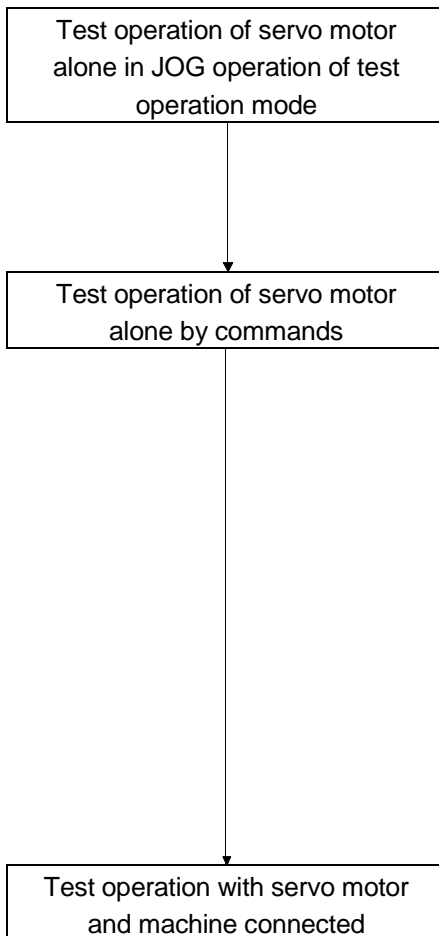 Test operation of servo motor
alone in JOG operation of test
operation mode
Test operation of servo motor
alone by commands
Test operation with servo motor
and machine connected